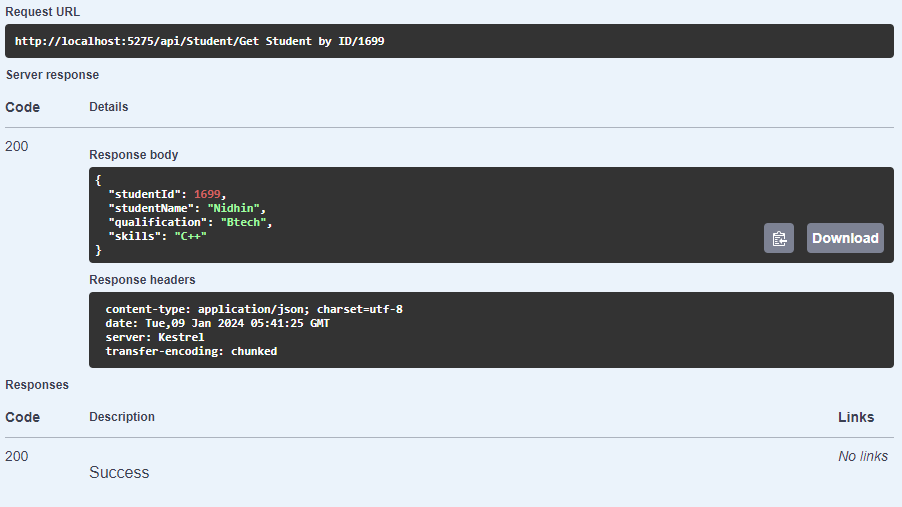 Request URL
http://localhost:5275/api/Student/Get Student by ID/1699
Server response
Code Details
200
Response body
{
  "studentId": 1699,
  "studentName": "Nidhin",
  "qualification": "Btech",
  "skills": "C++"
}
Download
Response headers
content-type: application/json; charset=utf-8
date: Tue,09 Jan 2024 05:41:25 GMT
server: Kestrel
transfer-encoding: chunked
Responses
Code Description Links
200 No links
Success